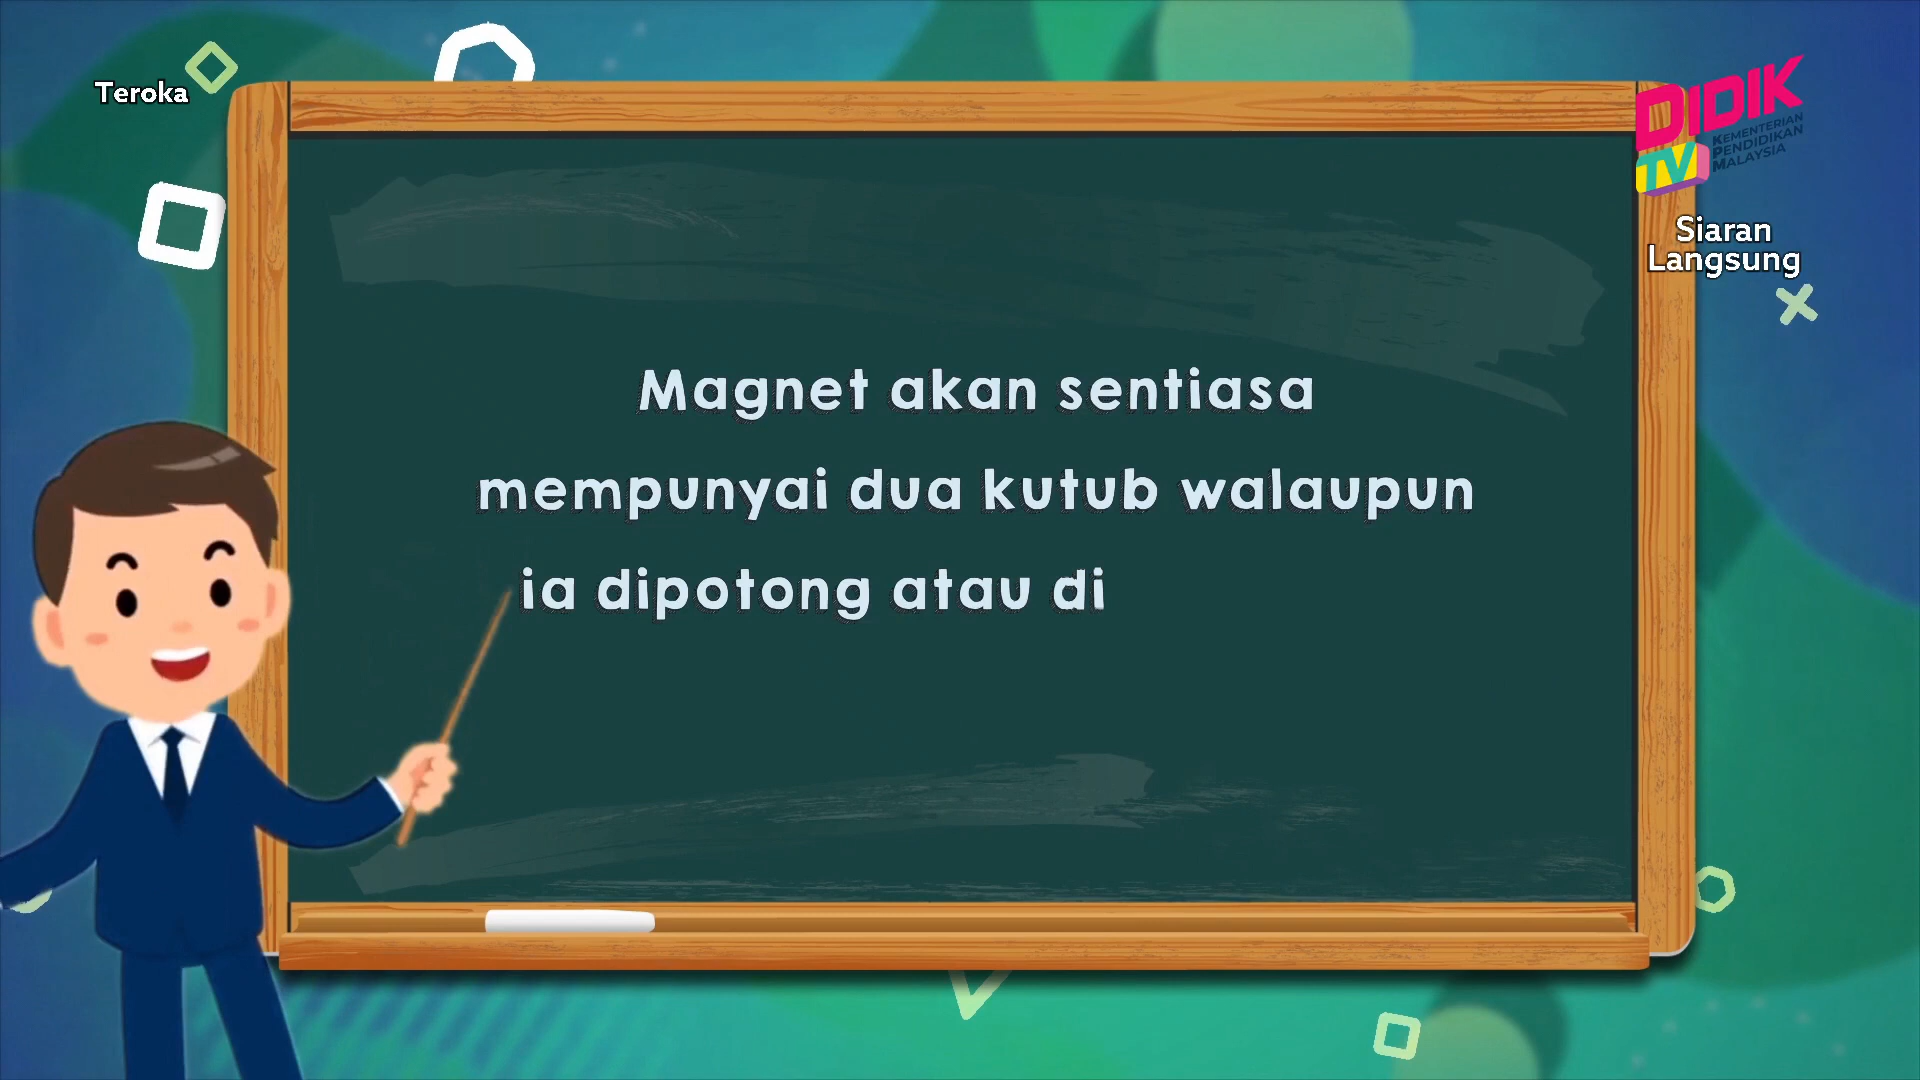 Teroka
DIDIK
TV
KEMENTERIAN
PENDIDIKAN
MALAYSIA
Siaran
Langsung
Magnet akan sentiasa
mempunyai dua kutub walaupun
ia dipotong atau di